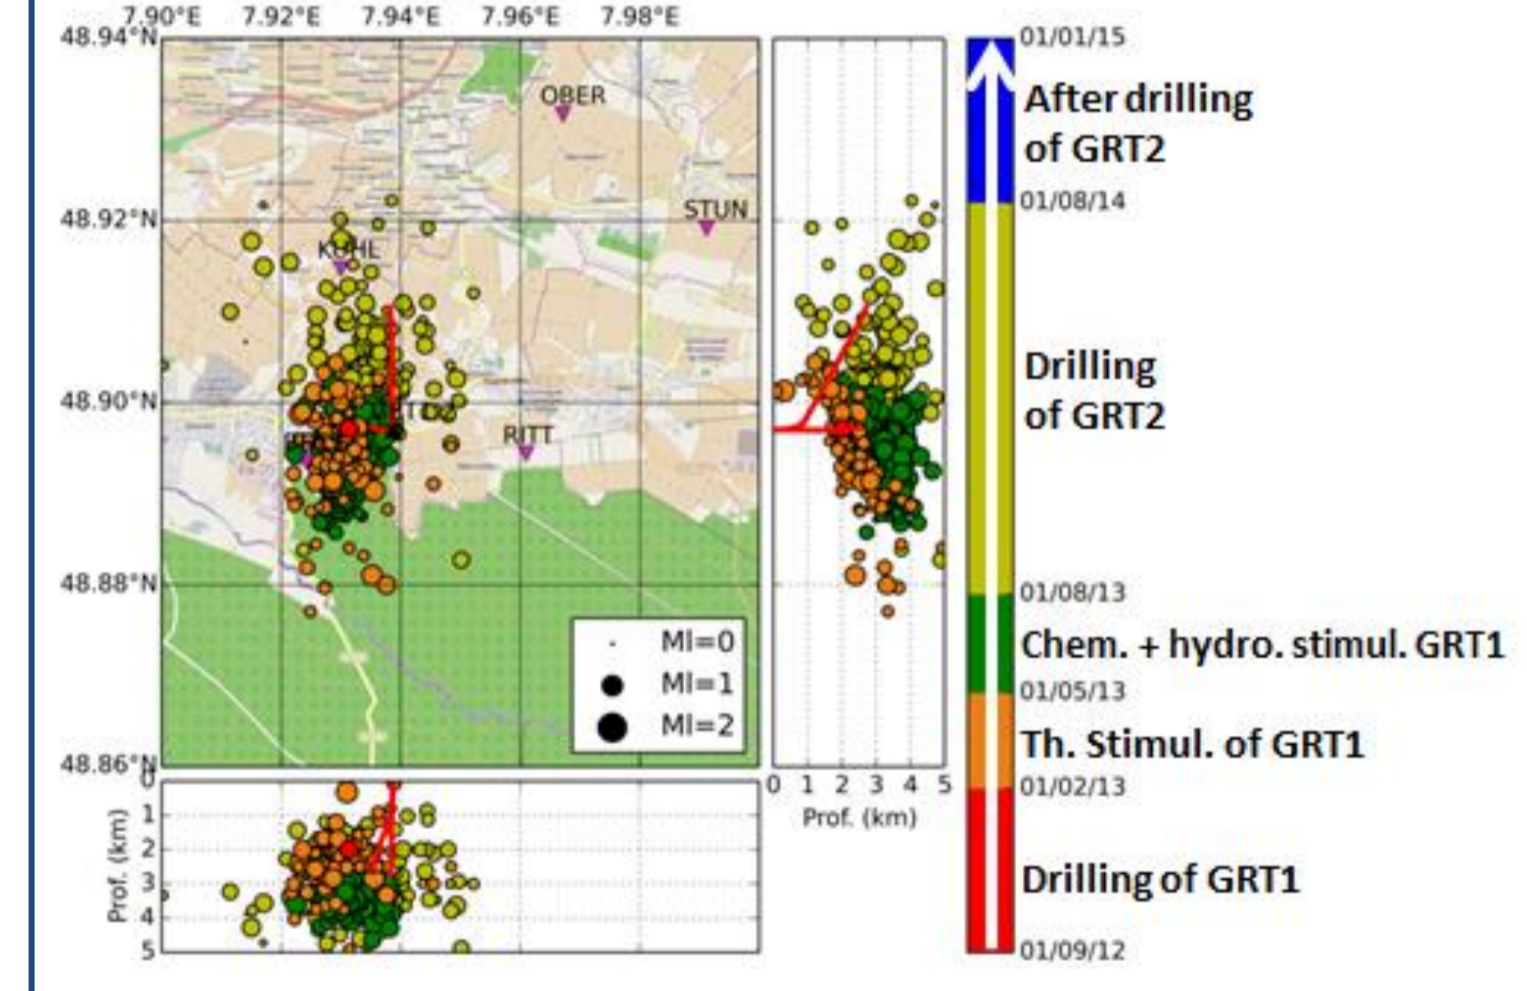 7.90°E 7.92°E 7.94°E 7.96°E 7.98°E
48.94°N
48.92°N
48.90°N
48.88°N
48.86°N
OBER
STUN
KUHL
RITT
Ml=0
Ml=1
Ml=2
0
1
2
3
4
5
Prof. (km)
0 1 2 3 4 5
Prof. (km)
01/01/15
After drilling
of GRT2
01/08/14
Drilling
of GRT2
01/08/13
Chem. + hydro. stimul. GRT1
01/05/13
Th. Stimul. of GRT1
01/02/13
Drilling of GRT1
01/09/12